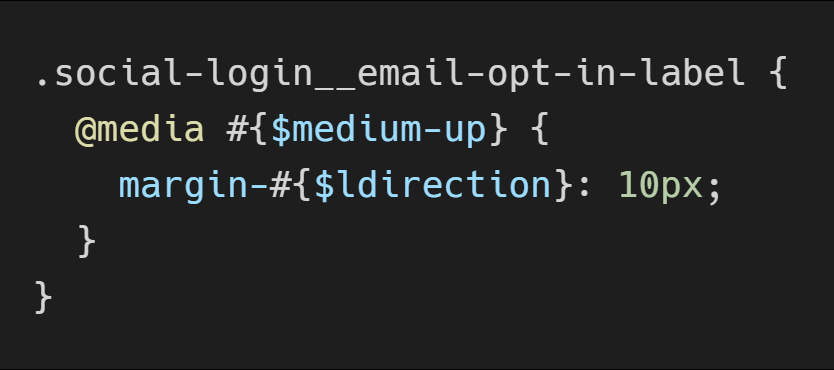 .social-login__email-opt-in-label {
  @media #{$medium-up} {
    margin-#{$ldirection}: 10px;
  }
}